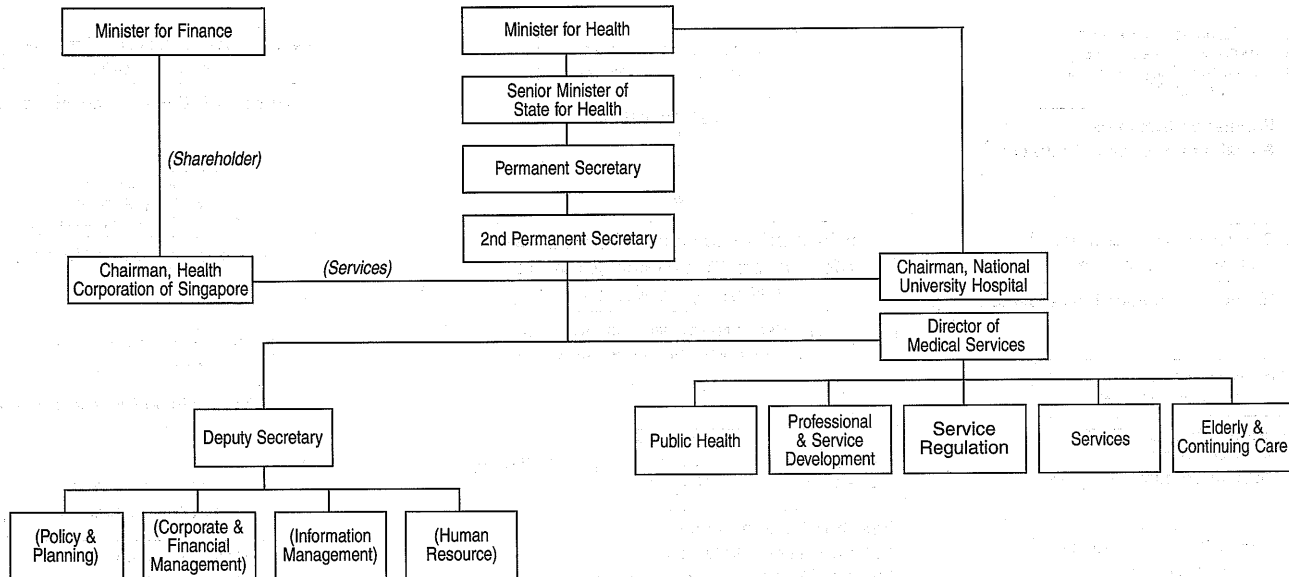 Minister for Finance
Minister for Health
Senior Minister of
State for Health
(Shareholder)
Permanent Secretary
2nd Permanent Secretary
Chairman, Health
Corporation of Singapore
(Services)
Chairman, National
University Hospital
Director of
Medical Services
Deputy Secretary
Public Health
Professional
& Service
Development
Service
Regulation
Services
Elderly &
Continuing Care
(Policy &
Planning)
(Corporate &
Financial
Management)
(Information
Management)
(Human
Resource)